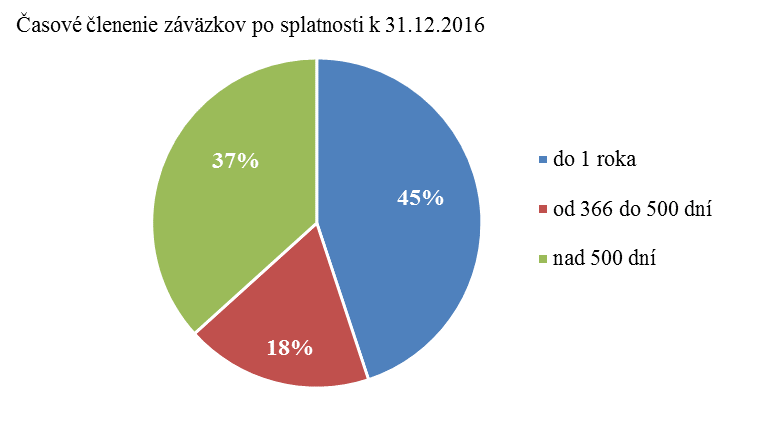 Časové členenie záväzkov po splatnosti k 31.12.2016
37%
45%
18%
do 1 roka
od 366 do 500 dní
nad 500 dní